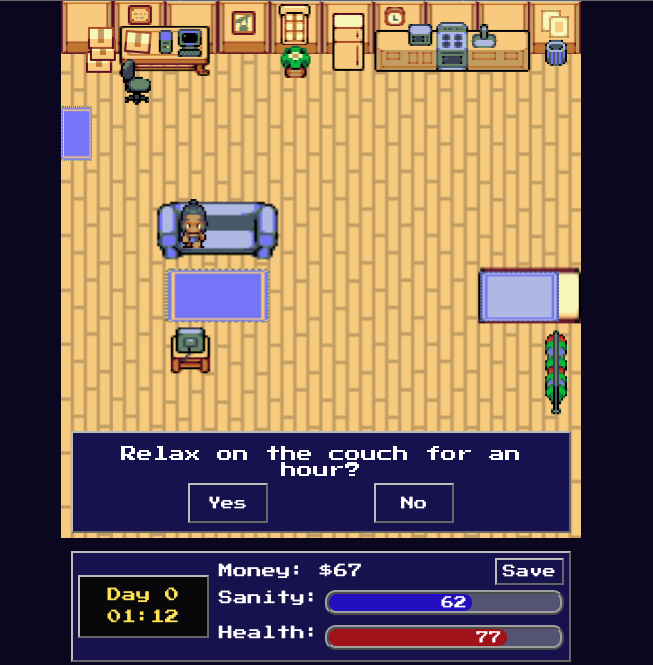 Relax on the couch for an
hour?
Yes
No
Day 0
01:12
Money: $67
Save
Sanity:
62
Health:
77